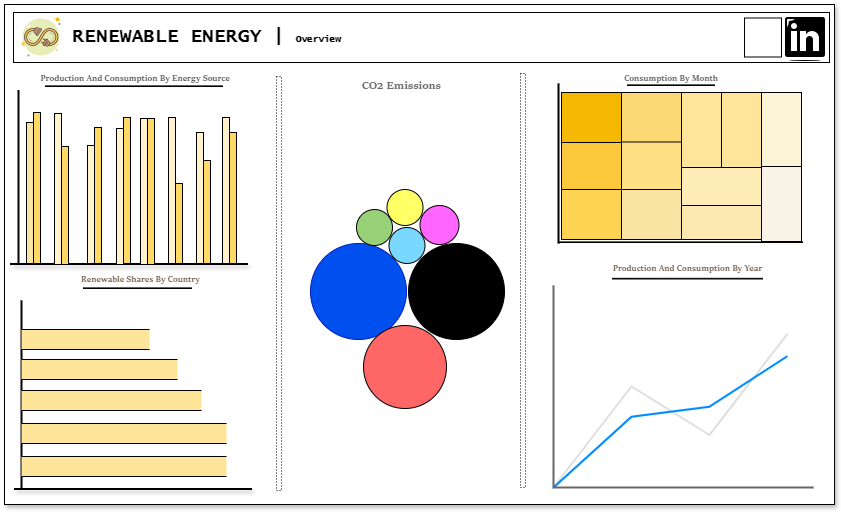 RENEWABLE ENERGY | Overview
in
Production And Consumption By Energy Source
CO2 Emissions
Consumption By Month
Renewable Shares By Country
Production And Consumption By Year